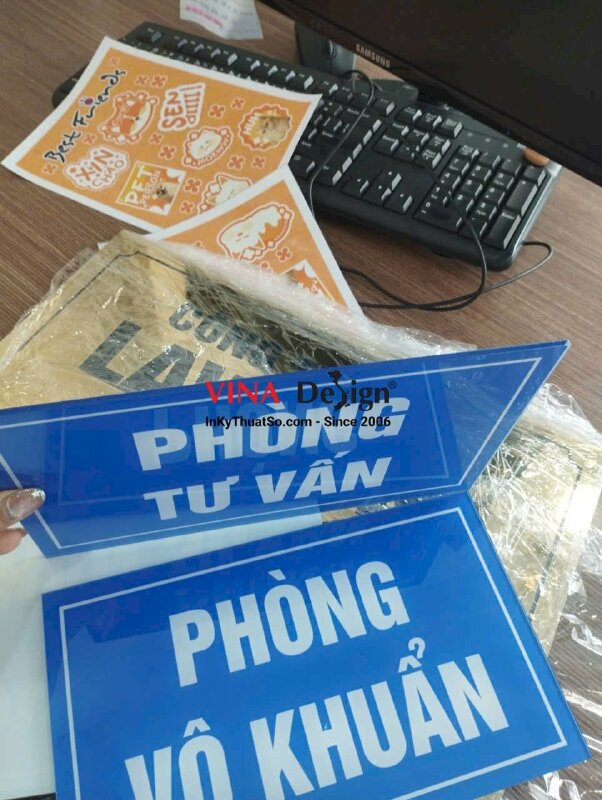 SAMSUNG
Best Friends
SEN
XIN
CHÀO
PET
CÔNG
VINA Design®
InKyThuatSo.com - Since 2006
PHÒNG
TƯ VẤN
PHÒNG
VÔ KHUẨN